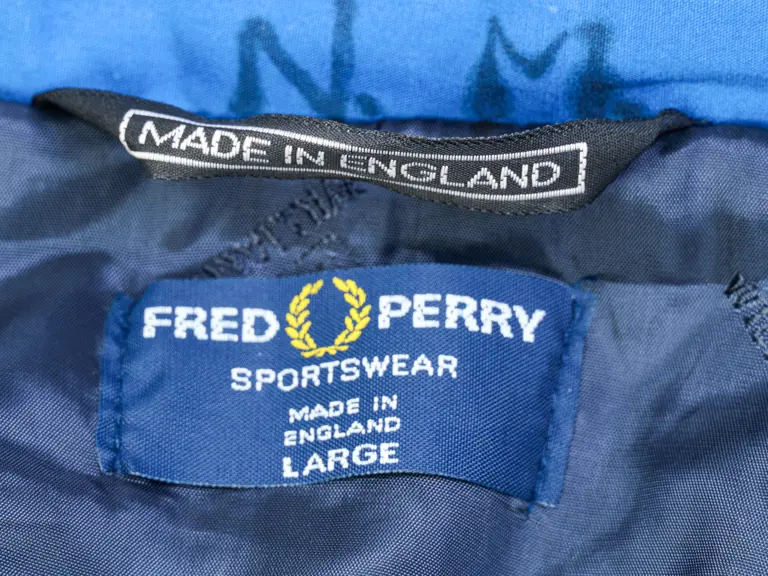 N. M.
MADE IN ENGLAND
FRED PERRY
SPORTSWEAR
MADE IN
ENGLAND
LARGE